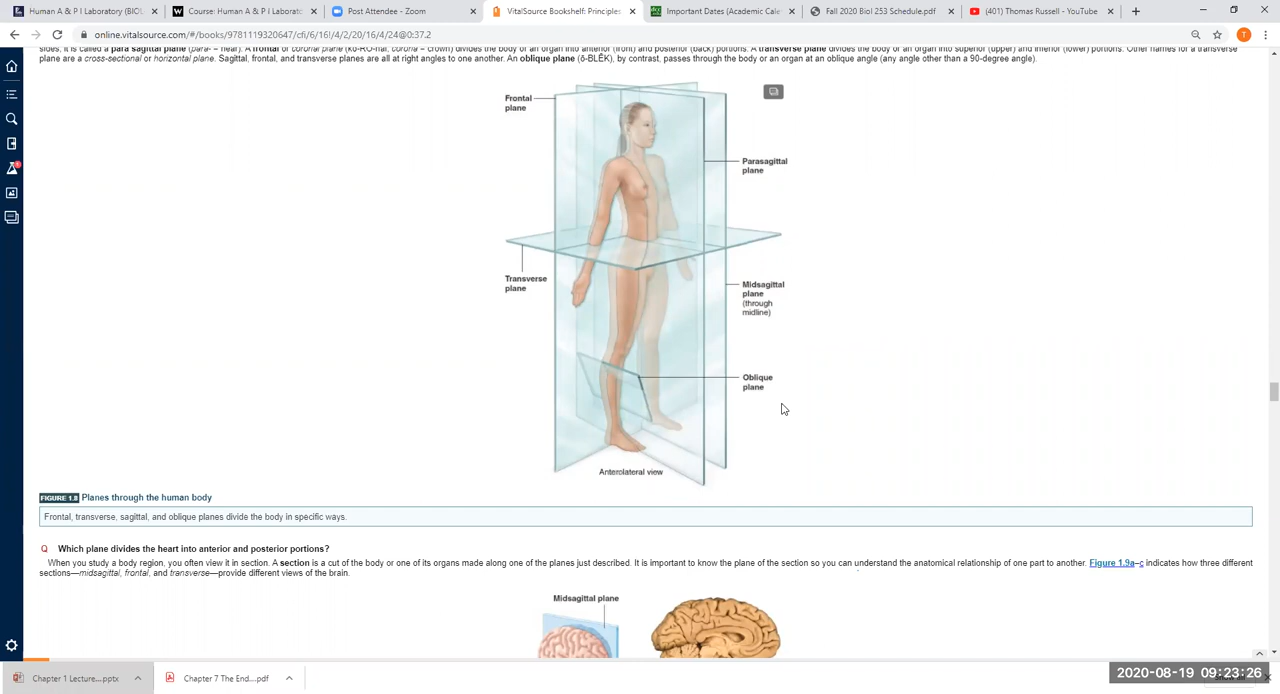 Human A & P I Laboratory (BIOL
Course: Human A & P I Laborato
Post Attendee - Zoom
VitalSource Bookshelf: Principles
Important Dates (Academic Cale
Fall 2020 Biol 253 Schedule.pdf
(401) Thomas Russell - YouTube
online.vitalsource.com/#/books/9781119320647/cfi/6/16!/4/2/20/16/4/24@0:37.2
T
sides, it is called a para sagittal plane (para- = near). A frontal or coronal plane (kō-RŌ-nal; corona = crown) divides the body or an organ into anterior (front) and posterior (back) portions. A transverse plane divides the body or an organ into superior (upper) and inferior (lower) portions. Other names for a transverse
plane are a cross-sectional or horizontal plane. Sagittal, frontal, and transverse planes are all at right angles to one another. An oblique plane (ō-BLĒK), by contrast, passes through the body or an organ at an oblique angle (any angle other than a 90-degree angle).
Frontal
plane
Parasagittal
plane
Transverse
plane
Midsagittal
plane
(through
midline)
Oblique
plane
Anterolateral view
FIGURE 1.8 Planes through the human body
Frontal, transverse, sagittal, and oblique planes divide the body in specific ways.
Q Which plane divides the heart into anterior and posterior portions?
When you study a body region, you often view it in section. A section is a cut of the body or one of its organs made along one of the planes just described. It is important to know the plane of the section so you can understand the anatomical relationship of one part to another. Figure 1.9a–c indicates how three different
sections—midsagittal, frontal, and transverse—provide different views of the brain.
Midsagittal plane
Chapter 1 Lecture....pptx
Chapter 7 The End....pdf
2020-08-19 09:23:26